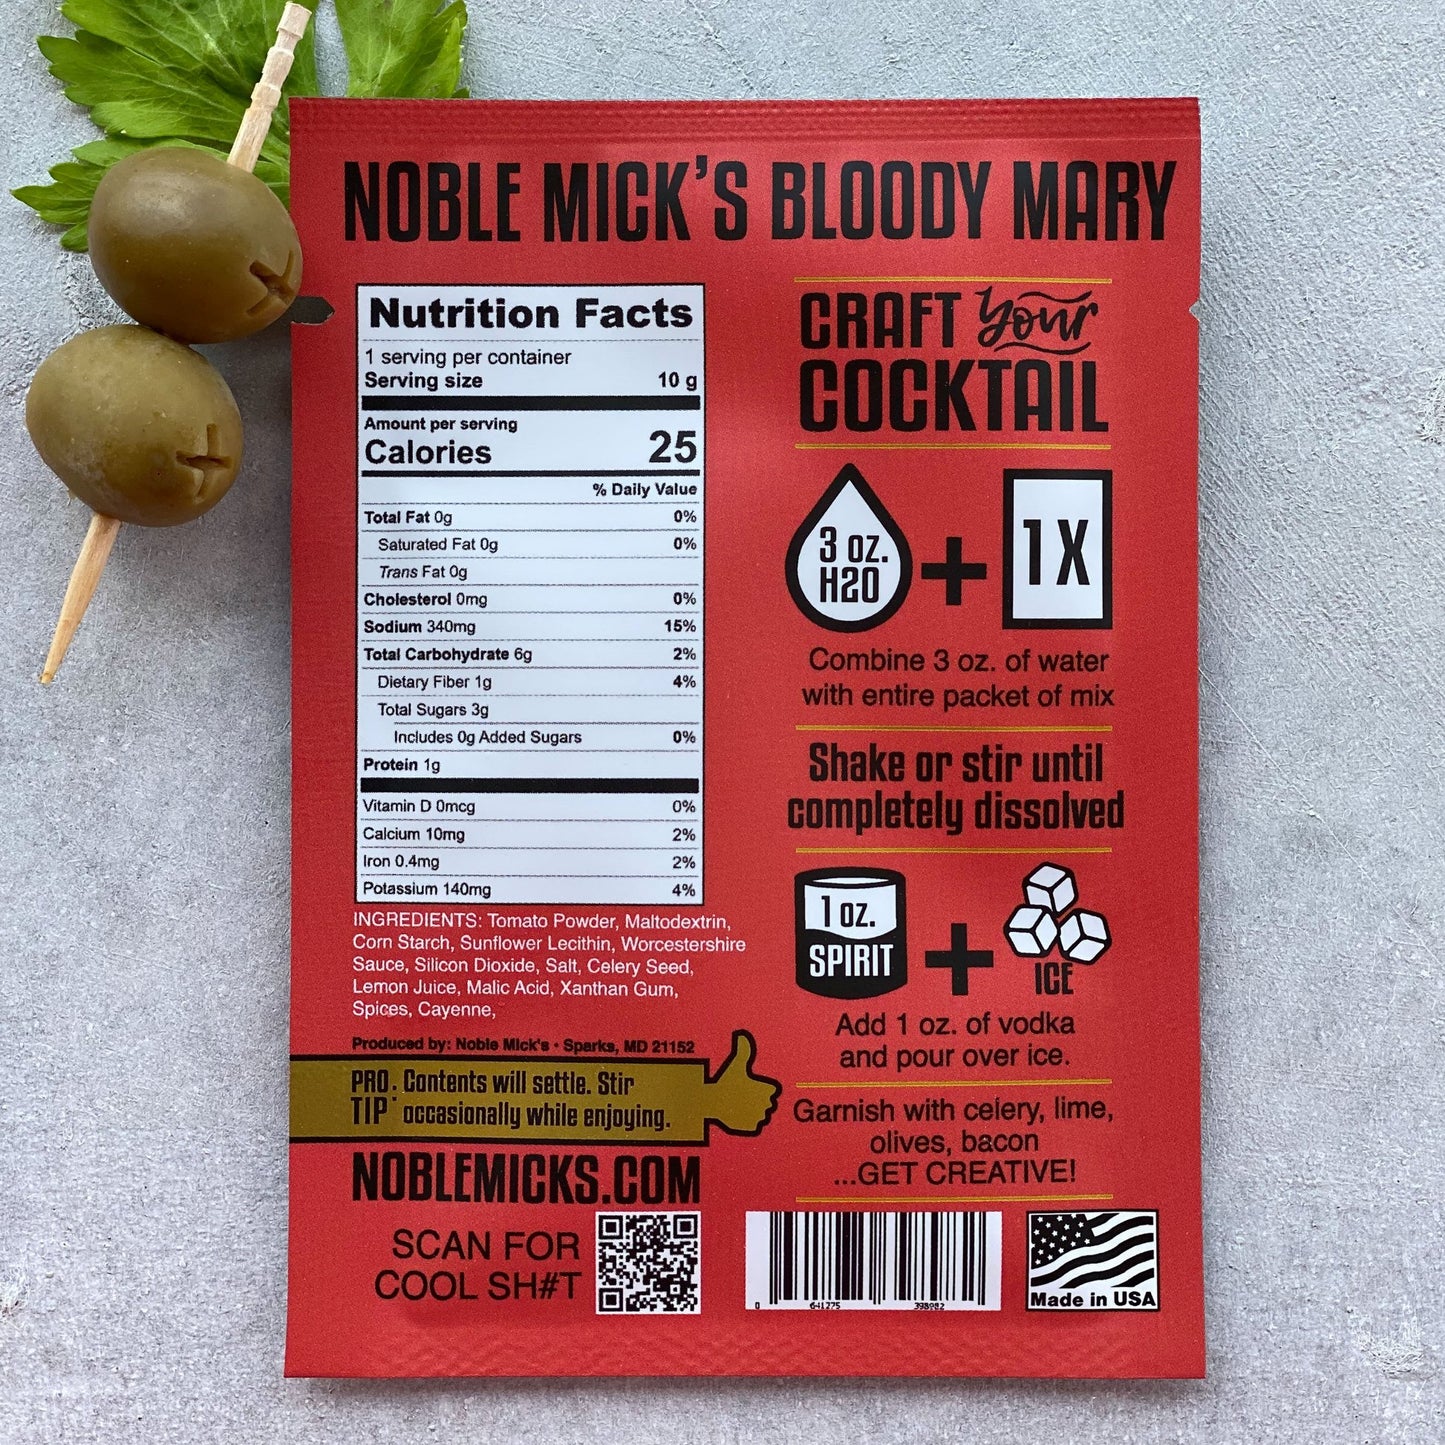 NOBLE MICK'S BLOODY MARY
Nutrition Facts
1 serving per container
Serving size 10 g
Amount per serving
Calories 25
% Daily Value
Total Fat 0g 0%
Saturated Fat 0g 0%
Trans Fat 0g
Cholesterol 0mg 0%
Sodium 340mg 15%
Total Carbohydrate 6g 2%
Dietary Fiber 1g 4%
Total Sugars 3g
Includes 0g Added Sugars 0%
Protein 1g
Vitamin D 0mcg 0%
Calcium 10mg 2%
Iron 0.4mg 2%
Potassium 140mg 4%
INGREDIENTS: Tomato Powder, Maltodextrin,
Corn Starch, Sunflower Lecithin, Worcestershire
Sauce, Silicon Dioxide, Salt, Celery Seed,
Lemon Juice, Malic Acid, Xanthan Gum,
Spices, Cayenne,
Produced by: Noble Mick's • Sparks, MD 21152
PRO TIP: Contents will settle. Stir
occasionally while enjoying.
NOBLEMICKS.COM
SCAN FOR
COOL SH#T
CRAFT Your
COCKTAIL
3 oz.
H2O
+
1X
Combine 3 oz. of water
with entire packet of mix
Shake or stir until
completely dissolved
1 oz.
SPIRIT
+
ICE
Add 1 oz. of vodka
and pour over ice.
Garnish with celery, lime,
olives, bacon
...GET CREATIVE!
0 641275 398982
Made in USA